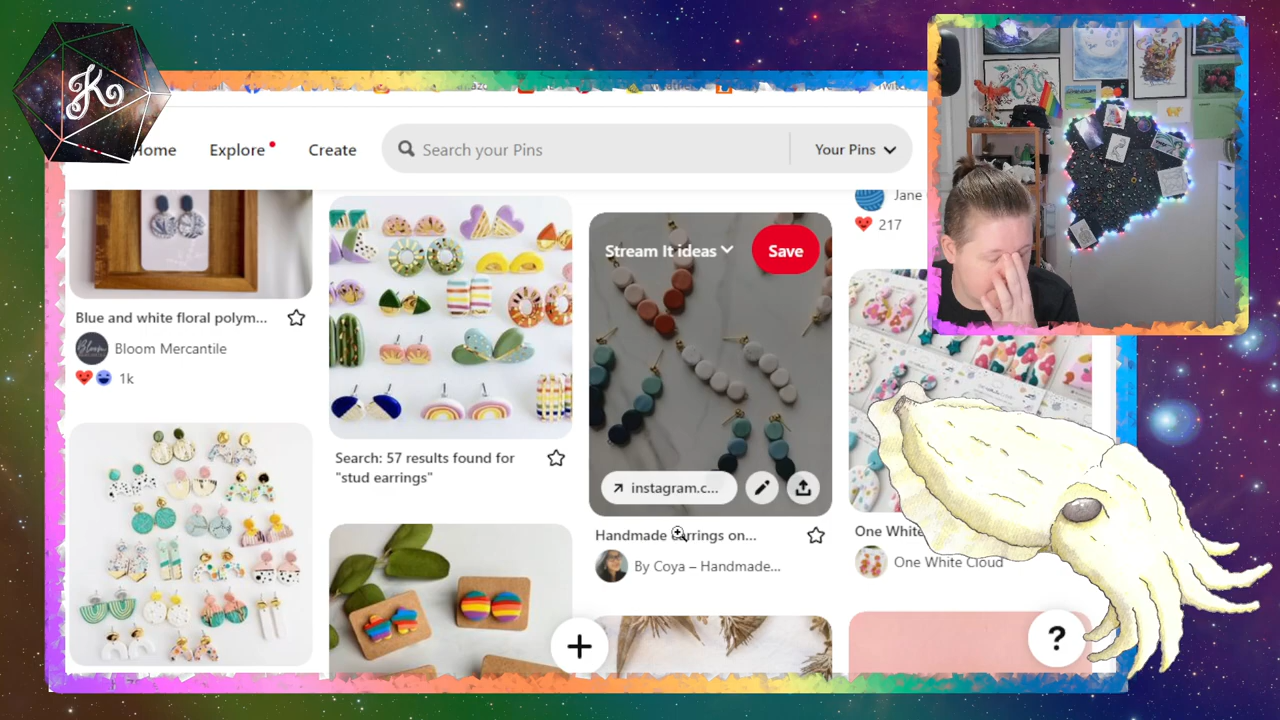 K
Home
Explore
Create
Search your Pins
Your Pins
Jane
217
Stream It ideas
Save
Blue and white floral polym...
Bloom Mercantile
1k
Search: 57 results found for
"stud earrings"
instagram.c...
Handmade earrings on...
By Coya – Handmade...
One White
One White Cloud
+
?